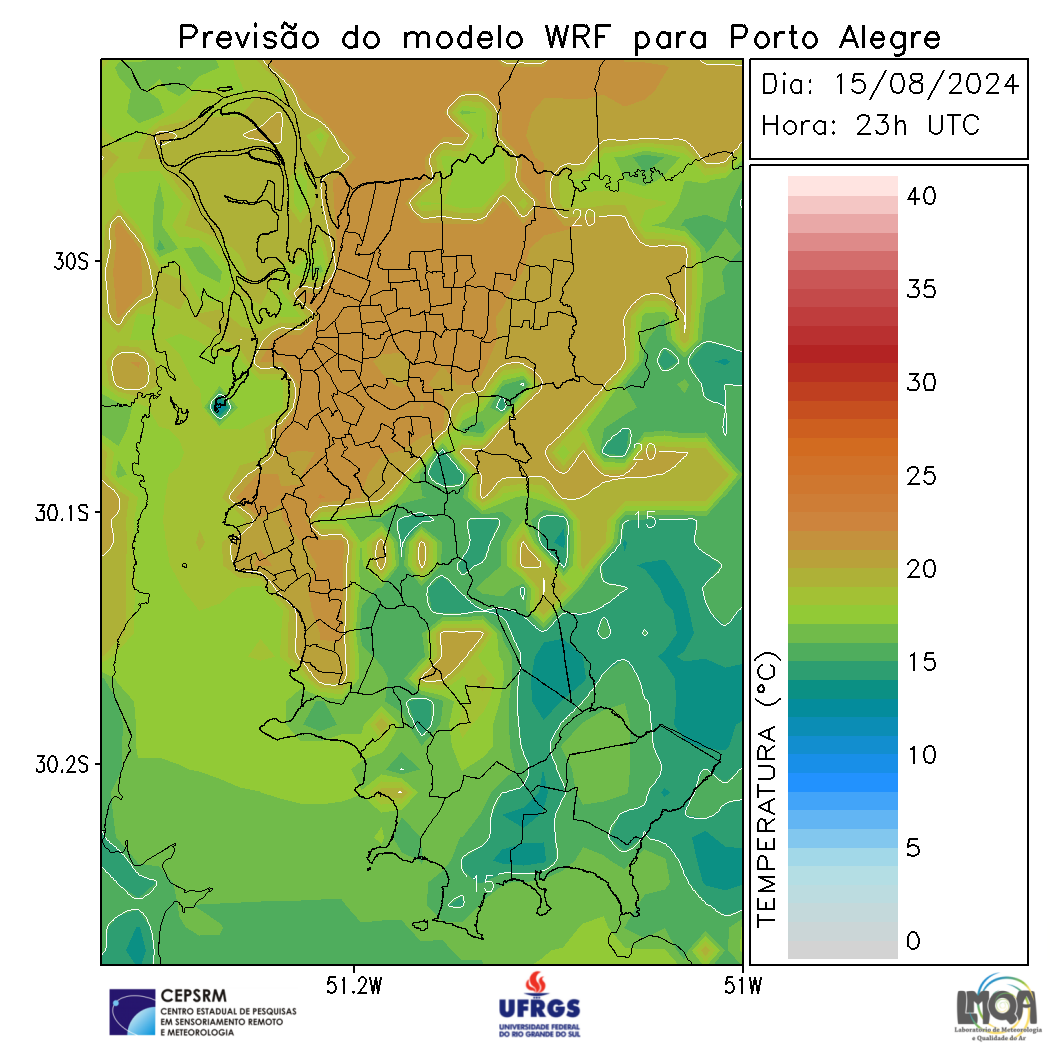 Previsão do modelo WRF para Porto Alegre
Dia: 15/08/2024
Hora: 23h UTC
40
35
30
25
20
15
10
5
0
TEMPERATURA (°C)
20
20
15
15
30S
30.1S
30.2S
51.2W
51W
CEPSRM
CENTRO ESTADUAL DE PESQUISAS
EM SENSORIAMENTO REMOTO
E METEOROLOGIA
UFRGS
UNIVERSIDADE FEDERAL
DO RIO GRANDE DO SUL
LMQA
Laboratório de Meteorologia
e Qualidade do Ar